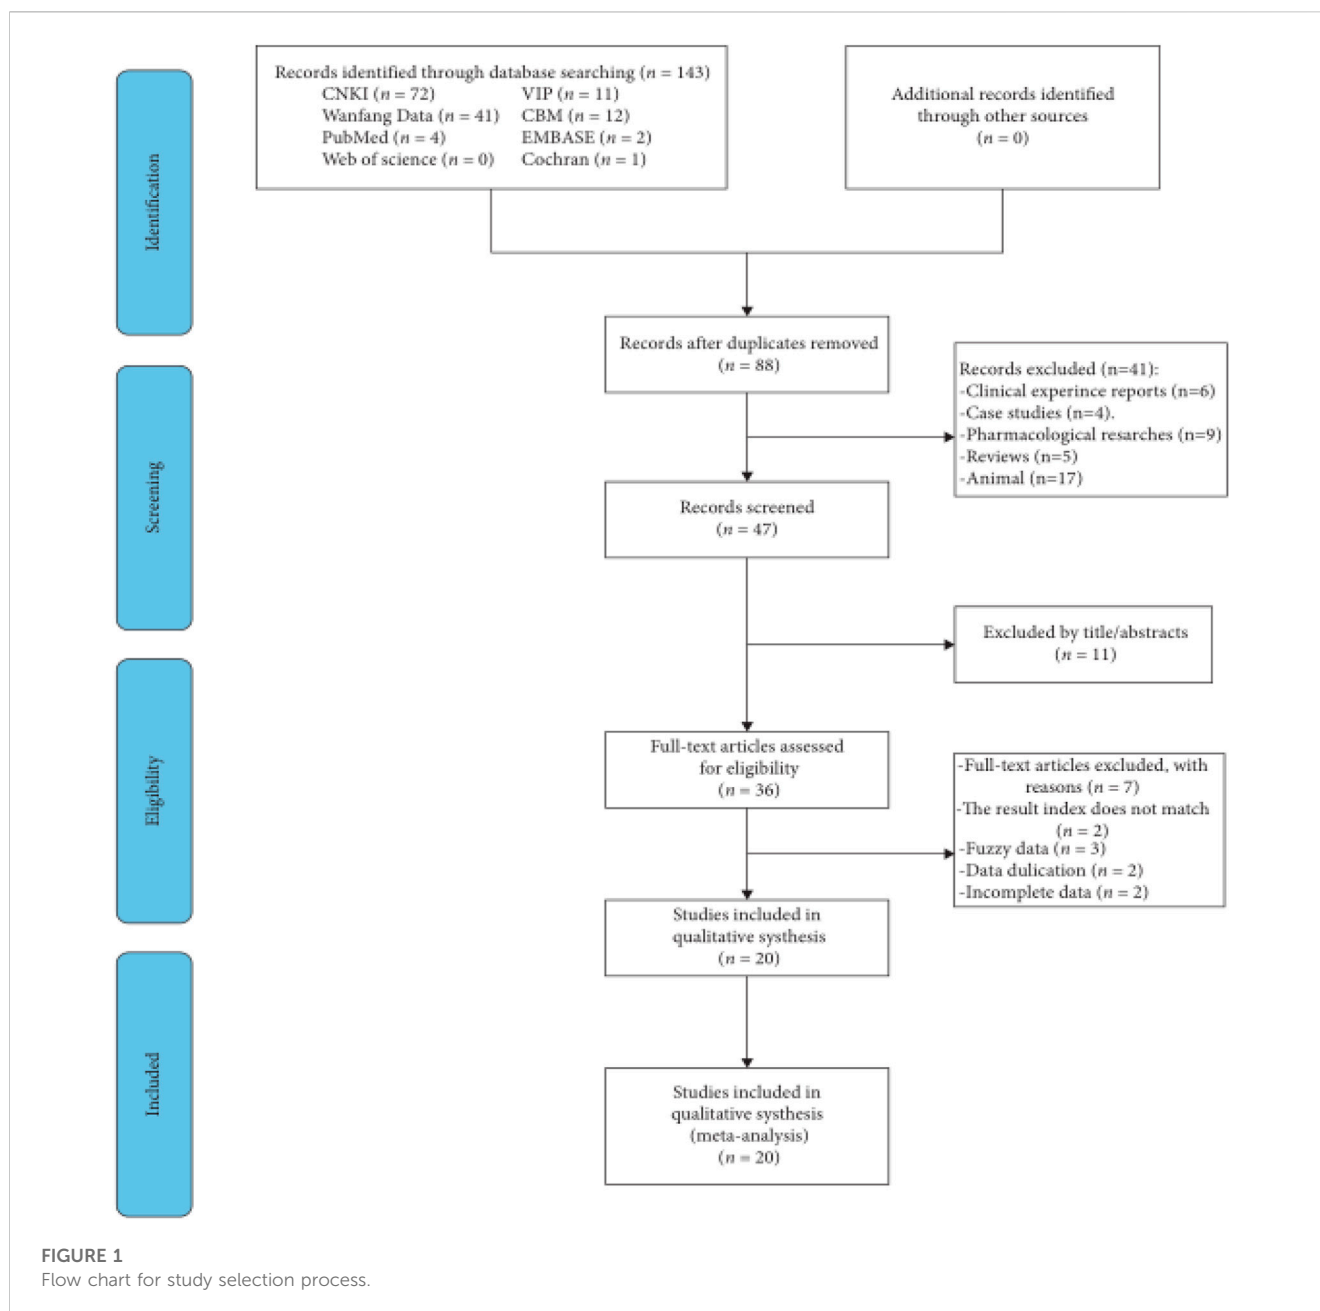 Records identified through database searching (n = 143)
CNKI (n = 72) VIP (n = 11)
Wanfang Data (n = 41) CBM (n = 12)
PubMed (n = 4) EMBASE (n = 2)
Web of science (n = 0) Cochran (n = 1)
Additional records identified
through other sources
(n = 0)
Identification
Records after duplicates removed
(n = 88)
Records excluded (n=41):
-Clinical experince reports (n=6)
-Case studies (n=4).
-Pharmacological resarches (n=9)
-Reviews (n=5)
-Animal (n=17)
Screening
Records screened
(n = 47)
Excluded by title/abstracts
(n = 11)
Eligibility
Full-text articles assessed
for eligibility
(n = 36)
-Full-text articles excluded, with
reasons (n = 7)
-The result index does not match
(n = 2)
-Fuzzy data (n = 3)
-Data dulication (n = 2)
-Incomplete data (n = 2)
Studies included in
qualitative systhesis
(n = 20)
Included
Studies included in
qualitative systhesis
(meta-analysis)
(n = 20)
FIGURE 1
Flow chart for study selection process.